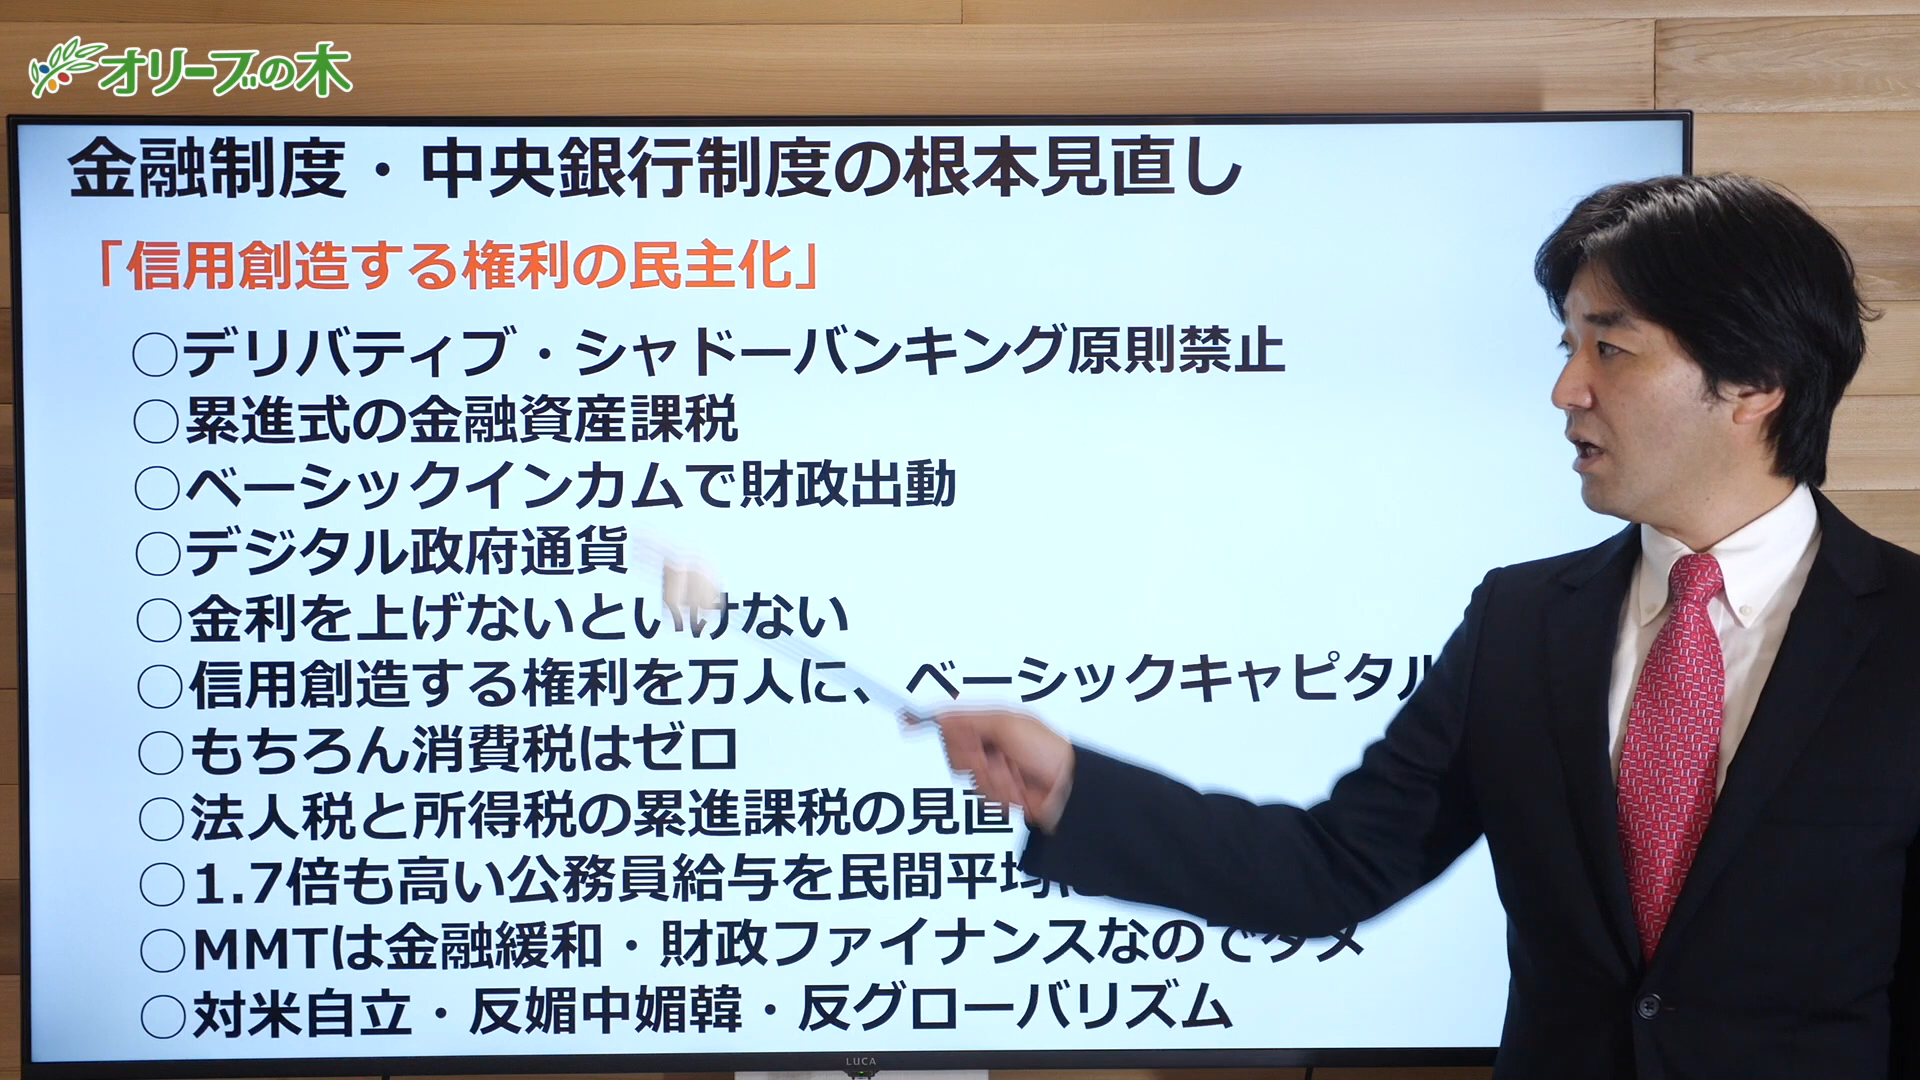 オリーブの木
金融制度・中央銀行制度の根本見直し
「信用創造する権利の民主化」
○デリバティブ・シャドーバンキング原則禁止
○累進式の金融資産課税
○ベーシックインカムで財政出動
○デジタル政府通貨
○金利を上げないといけない
○信用創造する権利を万人に、ベーシックキャピタル
○もちろん消費税はゼロ
○法人税と所得税の累進課税の見直
○1.7倍も高い公務員給与を民間平均に
○MMTは金融緩和・財政ファイナンスなのでダメ
○対米自立・反媚中媚韓・反グローバリズム
LUCA